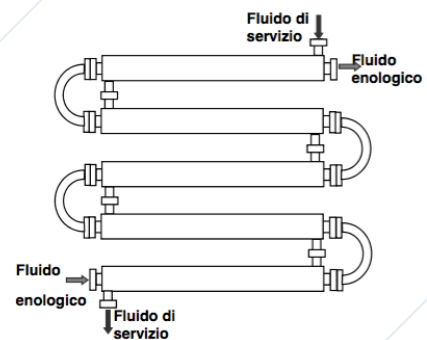 Fluido di
servizio
Fluido
enologico
Fluido
enologico
Fluido di
servizio